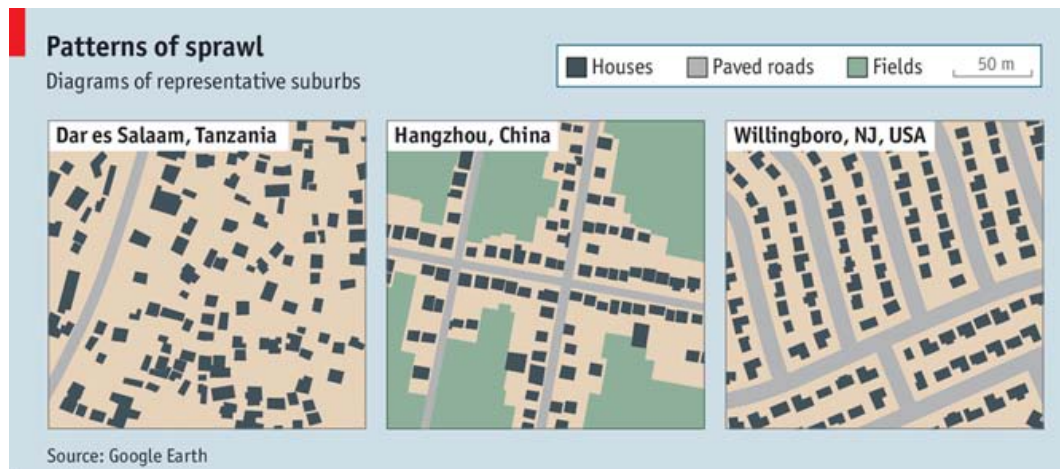 Patterns of sprawl
Diagrams of representative suburbs
Houses Paved roads Fields 50 m
Dar es Salaam, Tanzania
Hangzhou, China
Willingboro, NJ, USA
Source: Google Earth